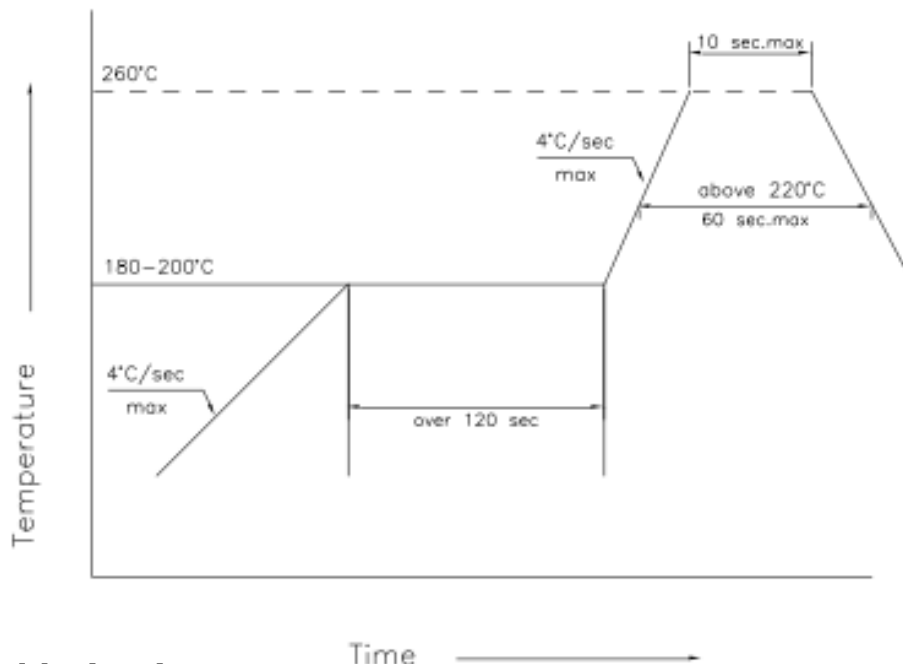 10 sec.max
260°C
4°C/sec
max
above 220°C
60 sec.max
180-200°C
4°C/sec
max
over 120 sec
Temperature
Time